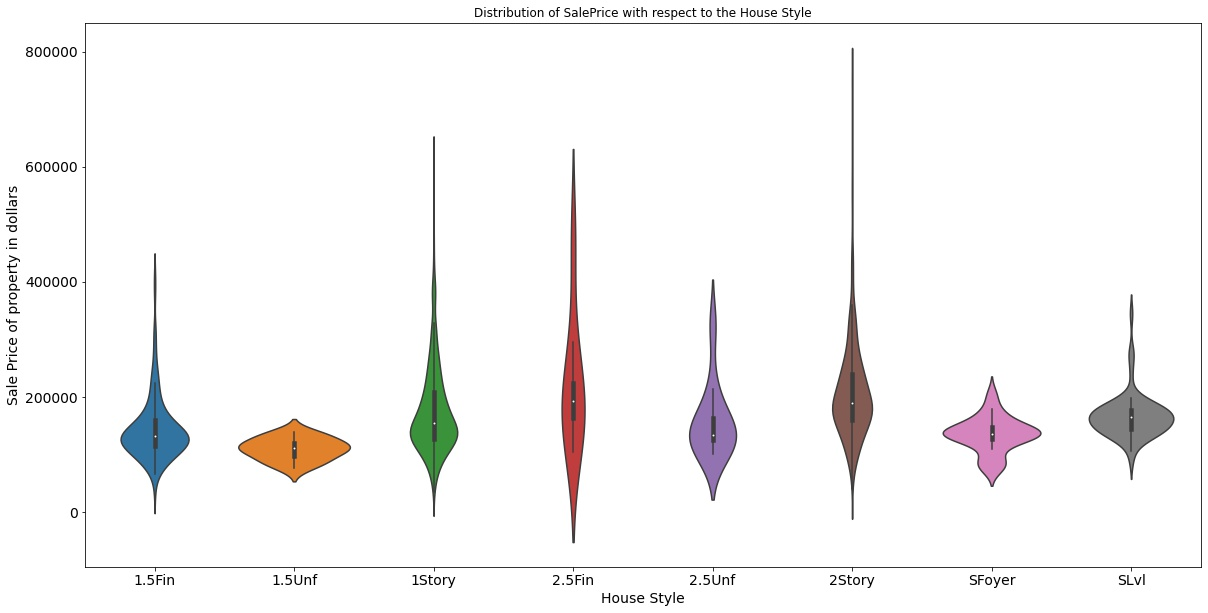 Distribution of SalePrice with respect to the House Style
Sale Price of property in dollars
800000
600000
400000
200000
0
1.5Fin 1.5Unf 1Story 2.5Fin 2.5Unf 2Story SFoyer SLvl
House Style